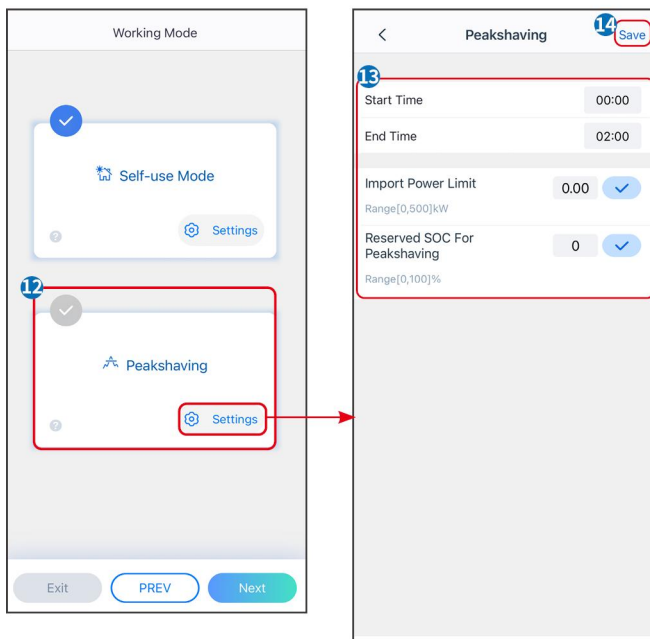 Working Mode
Self-use Mode
?
Settings
12
Peakshaving
?
Settings
Exit
PREV
Next
Peakshaving
14
Save
13
Start Time
00:00
End Time
02:00
Import Power Limit
0.00
Range[0,500]kW
Reserved SOC For
Peakshaving
0
Range[0,100]%